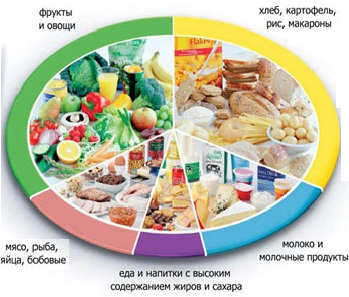 фрукты
и овощи
хлеб, картофель,
рис, макароны
мясо, рыба,
яйца, бобовые
еда и напитки с высоким
содержанием жиров и сахара
молоко и
молочные продукты